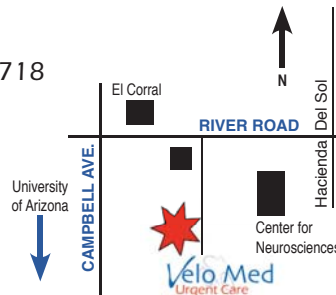 718
N
El Corral
RIVER ROAD
Hacienda Del Sol
CAMPBELL AVE.
University
of Arizona
Center for
Neurosciences
Velo Med
Urgent Care